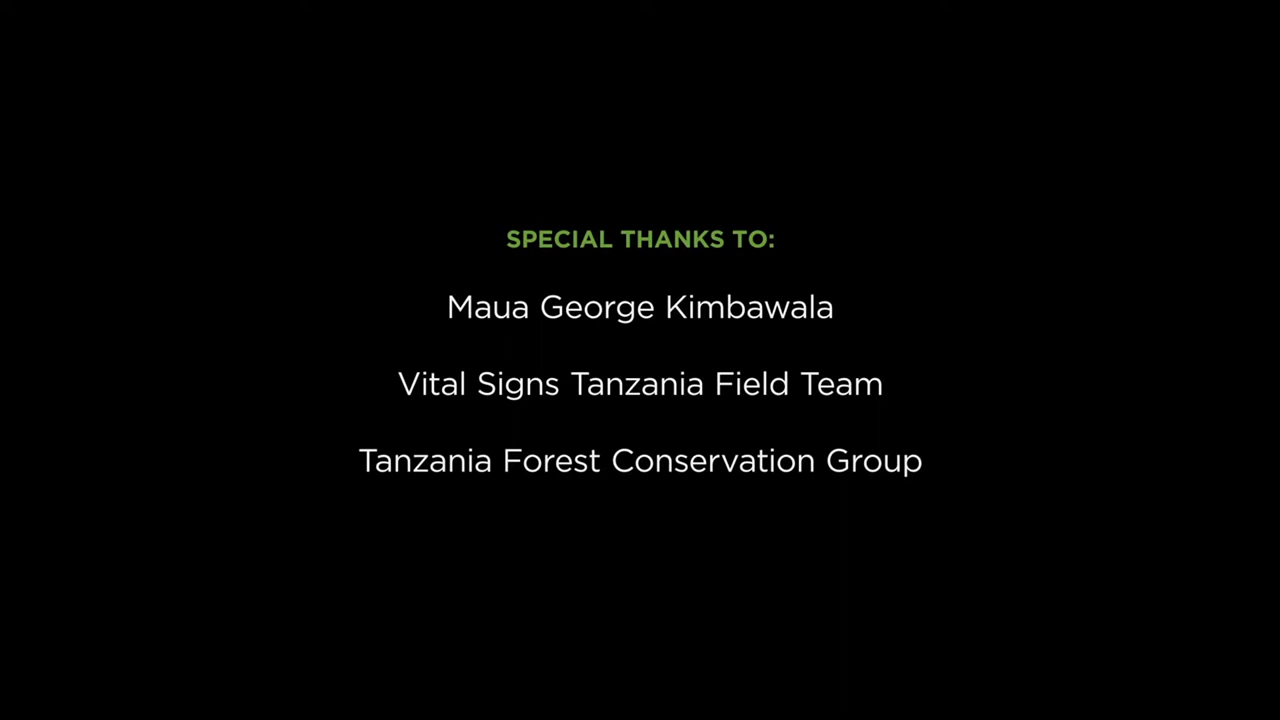 SPECIAL THANKS TO:
Maua George Kimbawala
Vital Signs Tanzania Field Team
Tanzania Forest Conservation Group